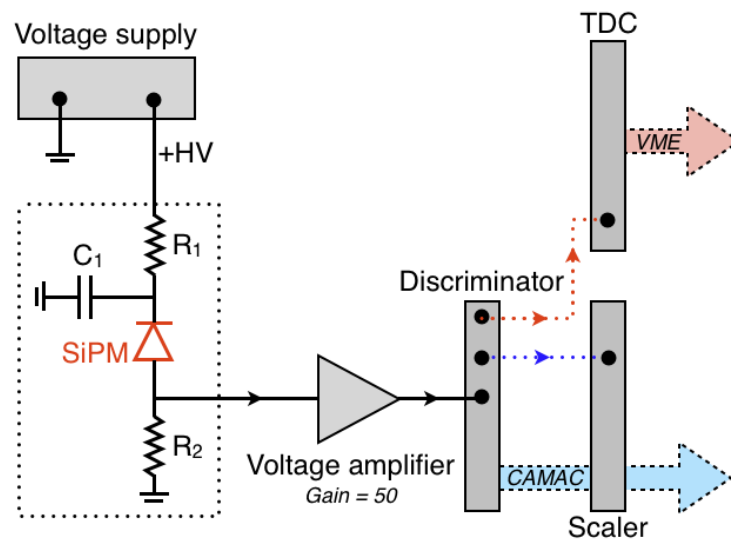 Voltage supply
TDC
+HV
VME
R1
C1
Discriminator
SiPM
R2
Voltage amplifier
Gain = 50
CAMAC
Scaler